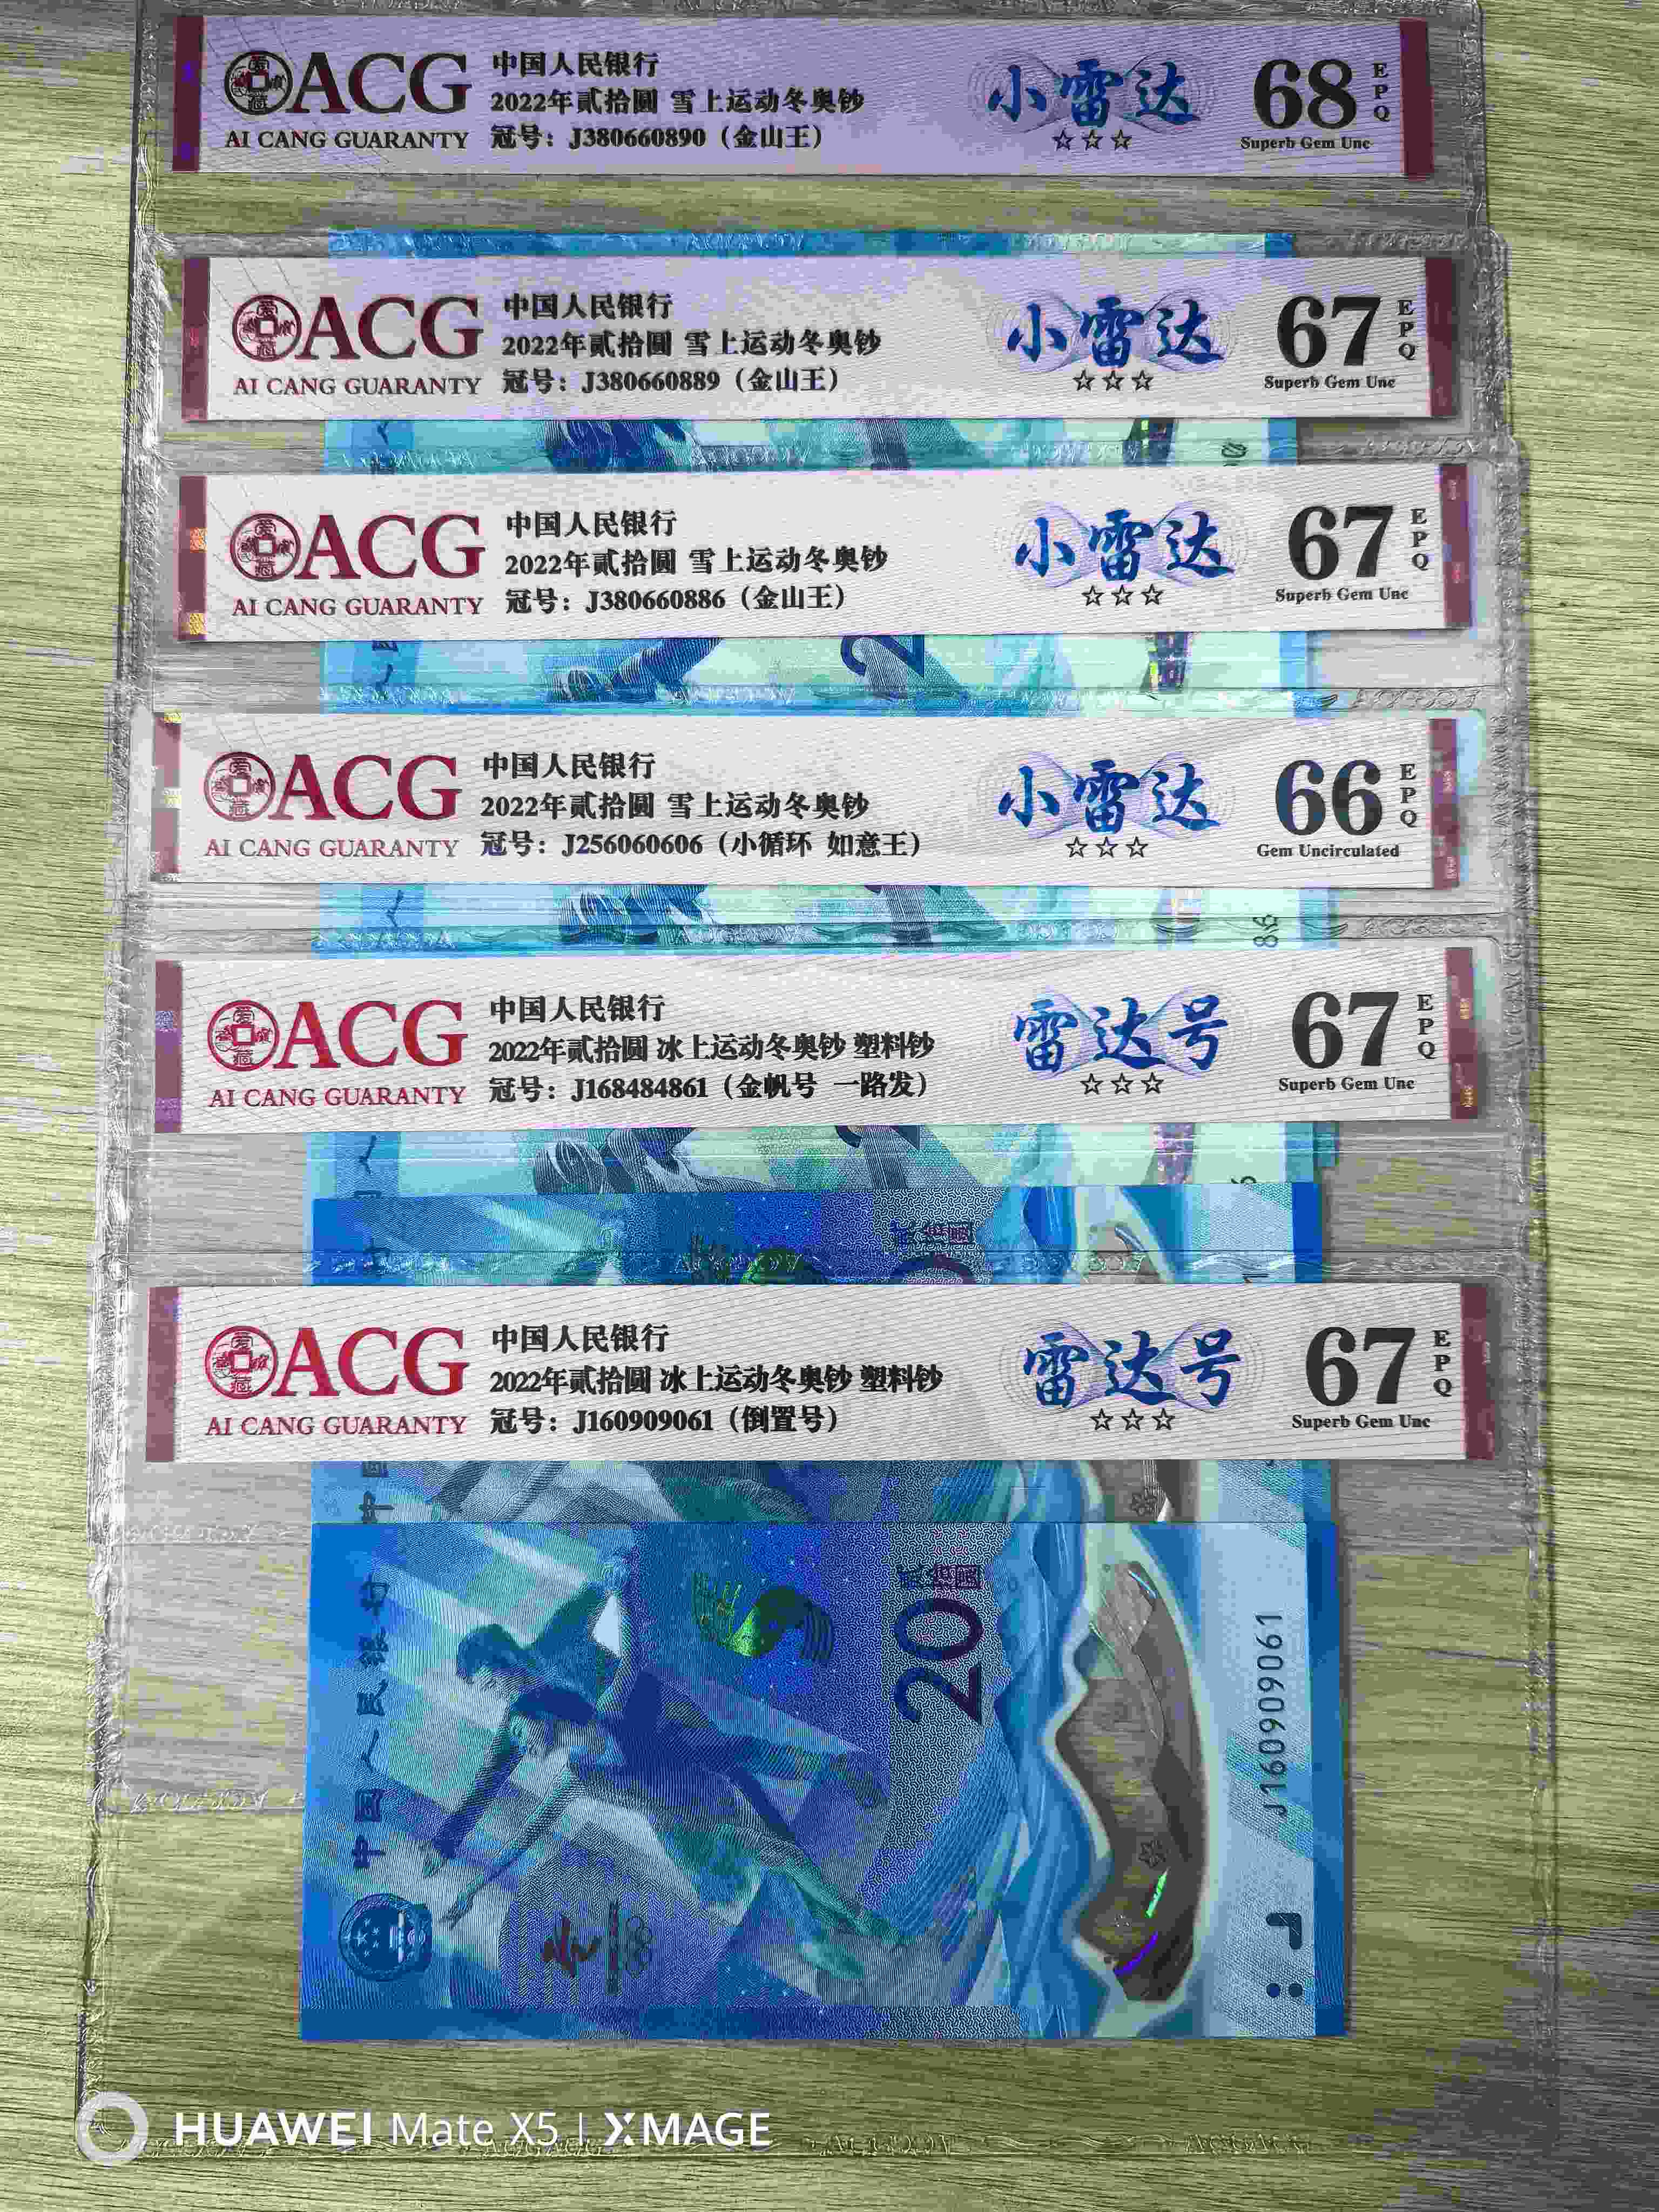 ACG
AI CANG GUARANTY
中国人民银行
2022年贰拾圆 雪上运动冬奥钞
冠号：J380660890（金山王）
小雷达
☆☆☆
68
EPQ
Superb Gem Unc
ACG
AI CANG GUARANTY
中国人民银行
2022年贰拾圆 雪上运动冬奥钞
冠号：J380660889（金山王）
小雷达
☆☆☆
67
EPQ
Superb Gem Unc
ACG
AI CANG GUARANTY
中国人民银行
2022年贰拾圆 雪上运动冬奥钞
冠号：J380660886（金山王）
小雷达
☆☆☆
67
EPQ
Superb Gem Unc
ACG
AI CANG GUARANTY
中国人民银行
2022年贰拾圆 雪上运动冬奥钞
冠号：J256060606（小循环 如意王）
小雷达
☆☆☆
66
EPQ
Gem Uncirculated
ACG
AI CANG GUARANTY
中国人民银行
2022年贰拾圆 冰上运动冬奥钞 塑料钞
冠号：J168484861（金帆号 一路发）
雷达号
☆☆☆
67
EPQ
Superb Gem Unc
ACG
AI CANG GUARANTY
中国人民银行
2022年贰拾圆 冰上运动冬奥钞 塑料钞
冠号：J160909061（倒置号）
雷达号
☆☆☆
67
EPQ
Superb Gem Unc
中国人民银行
20
贰拾圆
J160909061
HUAWEI Mate X5 | XMAGE